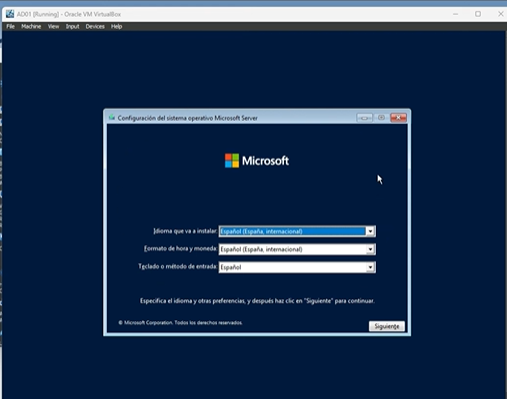 AD01 [Running] - Oracle VM VirtualBox
File Machine View Input Devices Help
Configuración del sistema operativo Microsoft Server
Microsoft
Idioma que va a instalar: Español (España, internacional)
Formato de hora y moneda: Español (España, internacional)
Teclado o método de entrada: Español
Especifica el idioma y otras preferencias, y después haz clic en "Siguiente" para continuar.
© Microsoft Corporation. Todos los derechos reservados.
Siguiente